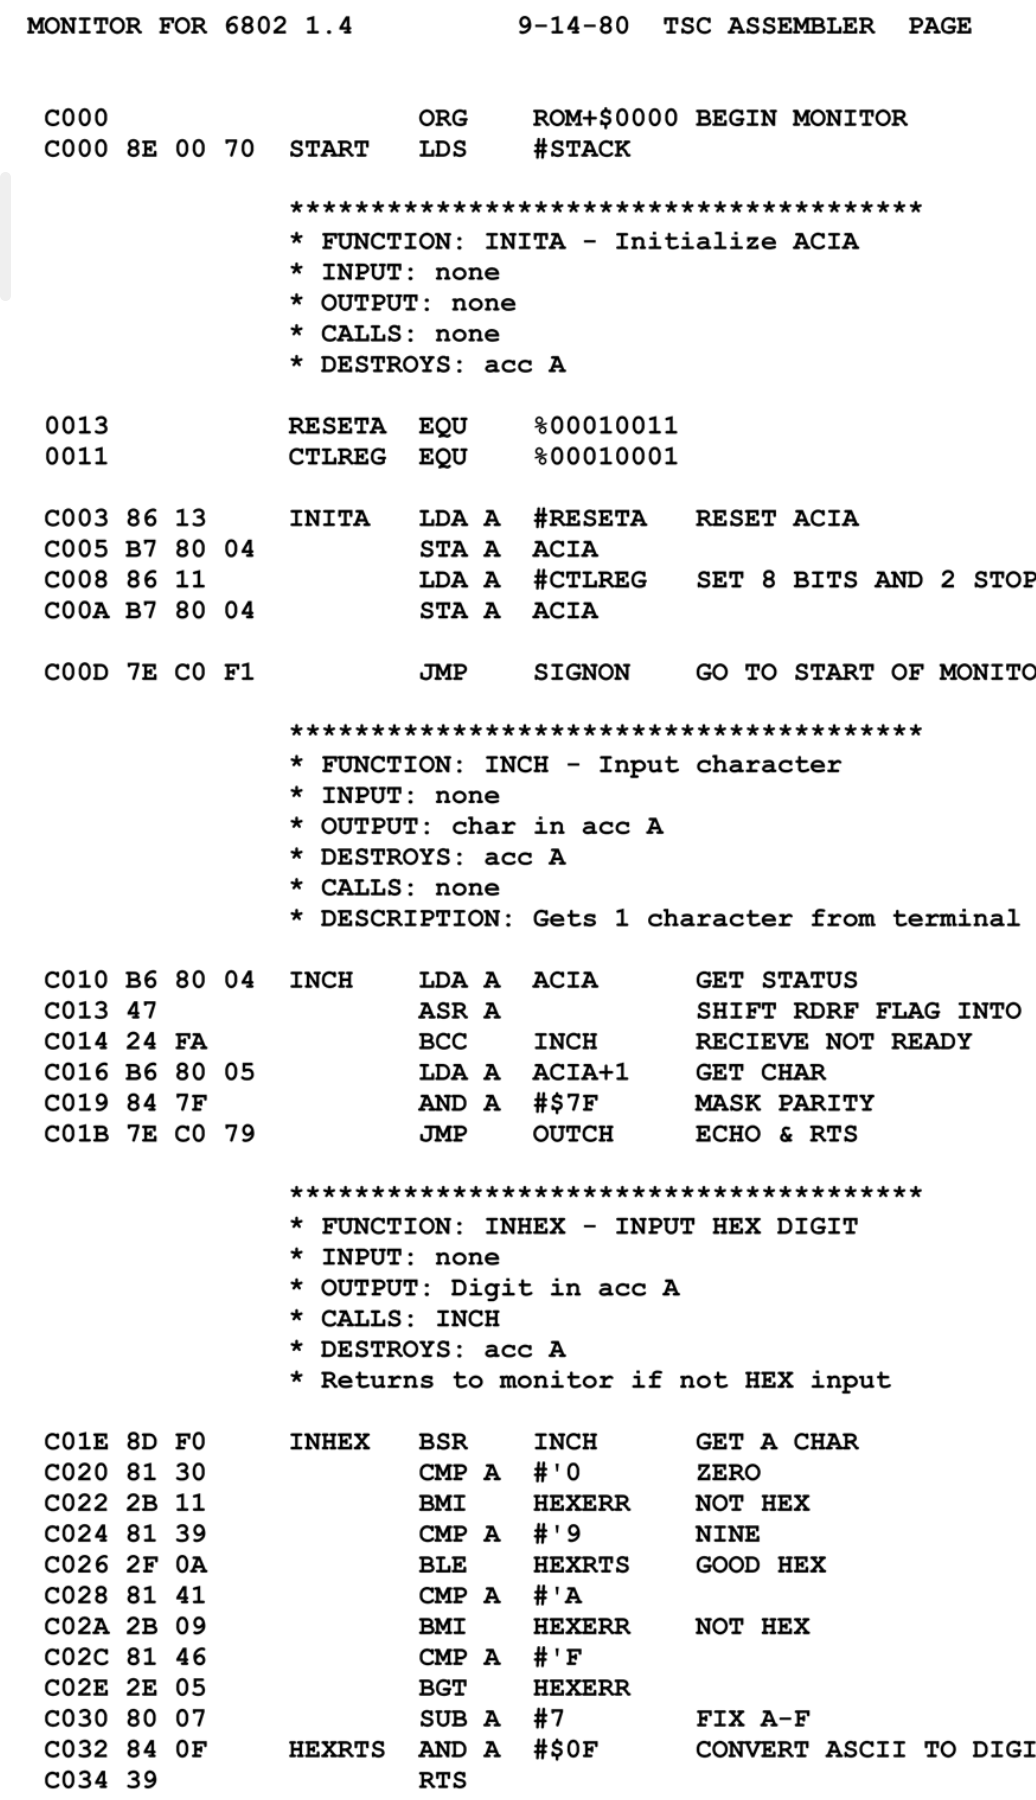 MONITOR FOR 6802 1.4          9-14-80  TSC ASSEMBLER  PAGE
C000                   ORG    ROM+$0000 BEGIN MONITOR
C000 8E 00 70  START   LDS    #STACK
***************************************
* FUNCTION: INITA - Initialize ACIA
* INPUT: none
* OUTPUT: none
* CALLS: none
* DESTROYS: acc A
0013           RESETA  EQU    %00010011
0011           CTLREG  EQU    %00010001
C003 86 13     INITA   LDA A  #RESETA   RESET ACIA
C005 B7 80 04          STA A  ACIA
C008 86 11             LDA A  #CTLREG   SET 8 BITS AND 2 STOP
C00A B7 80 04          STA A  ACIA
C00D 7E C0 F1          JMP    SIGNON    GO TO START OF MONITO
***************************************
* FUNCTION: INCH - Input character
* INPUT: none
* OUTPUT: char in acc A
* DESTROYS: acc A
* CALLS: none
* DESCRIPTION: Gets 1 character from terminal
C010 B6 80 04  INCH    LDA A  ACIA      GET STATUS
C013 47                ASR A            SHIFT RDRF FLAG INTO
C014 24 FA             BCC    INCH      RECIEVE NOT READY
C016 B6 80 05          LDA A  ACIA+1    GET CHAR
C019 84 7F             AND A  #$7F      MASK PARITY
C01B 7E C0 79          JMP    OUTCH     ECHO & RTS
***************************************
* FUNCTION: INHEX - INPUT HEX DIGIT
* INPUT: none
* OUTPUT: Digit in acc A
* CALLS: INCH
* DESTROYS: acc A
* Returns to monitor if not HEX input
C01E 8D F0     INHEX   BSR    INCH      GET A CHAR
C020 81 30             CMP A  #'0       ZERO
C022 2B 11             BMI    HEXERR    NOT HEX
C024 81 39             CMP A  #'9       NINE
C026 2F 0A             BLE    HEXRTS    GOOD HEX
C028 81 41             CMP A  #'A
C02A 2B 09             BMI    HEXERR    NOT HEX
C02C 81 46             CMP A  #'F
C02E 2E 05             BGT    HEXERR
C030 80 07             SUB A  #7        FIX A-F
C032 84 0F     HEXRTS  AND A  #$0F      CONVERT ASCII TO DIGI
C034 39                RTS